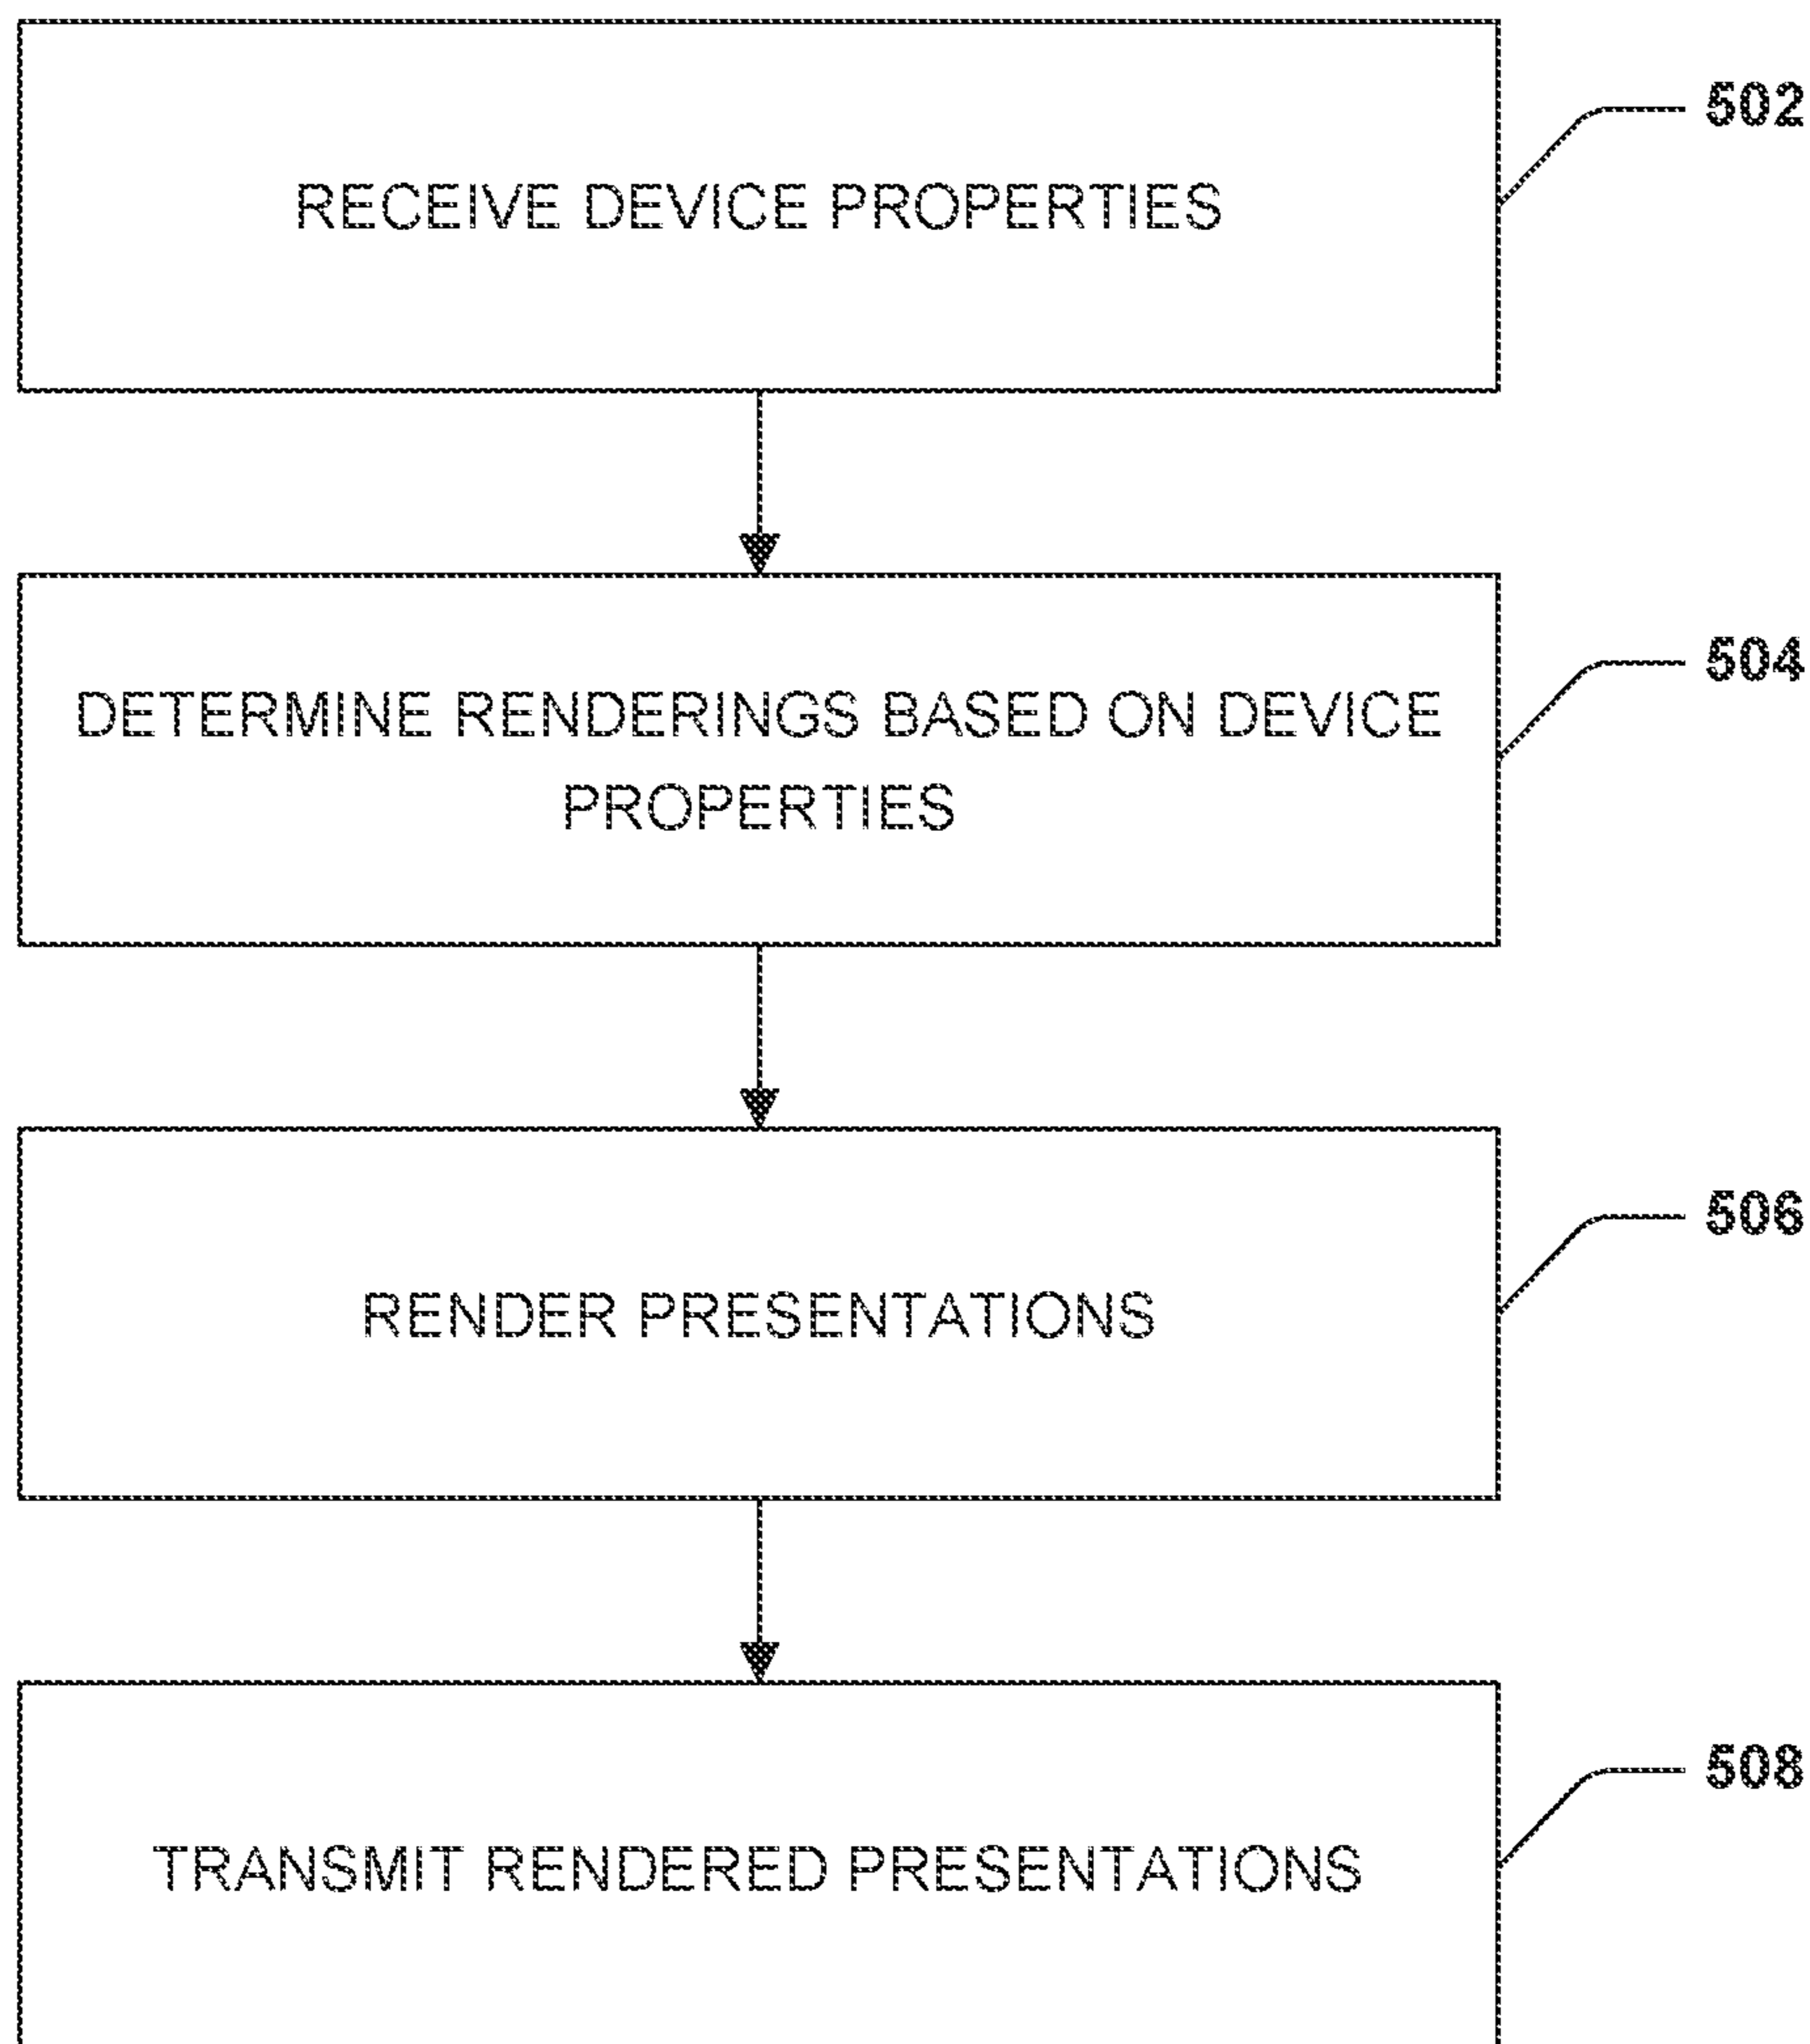 RECEIVE DEVICE PROPERTIES
502
DETERMINE RENDERINGS BASED ON DEVICE
PROPERTIES
504
RENDER PRESENTATIONS
506
TRANSMIT RENDERED PRESENTATIONS
508